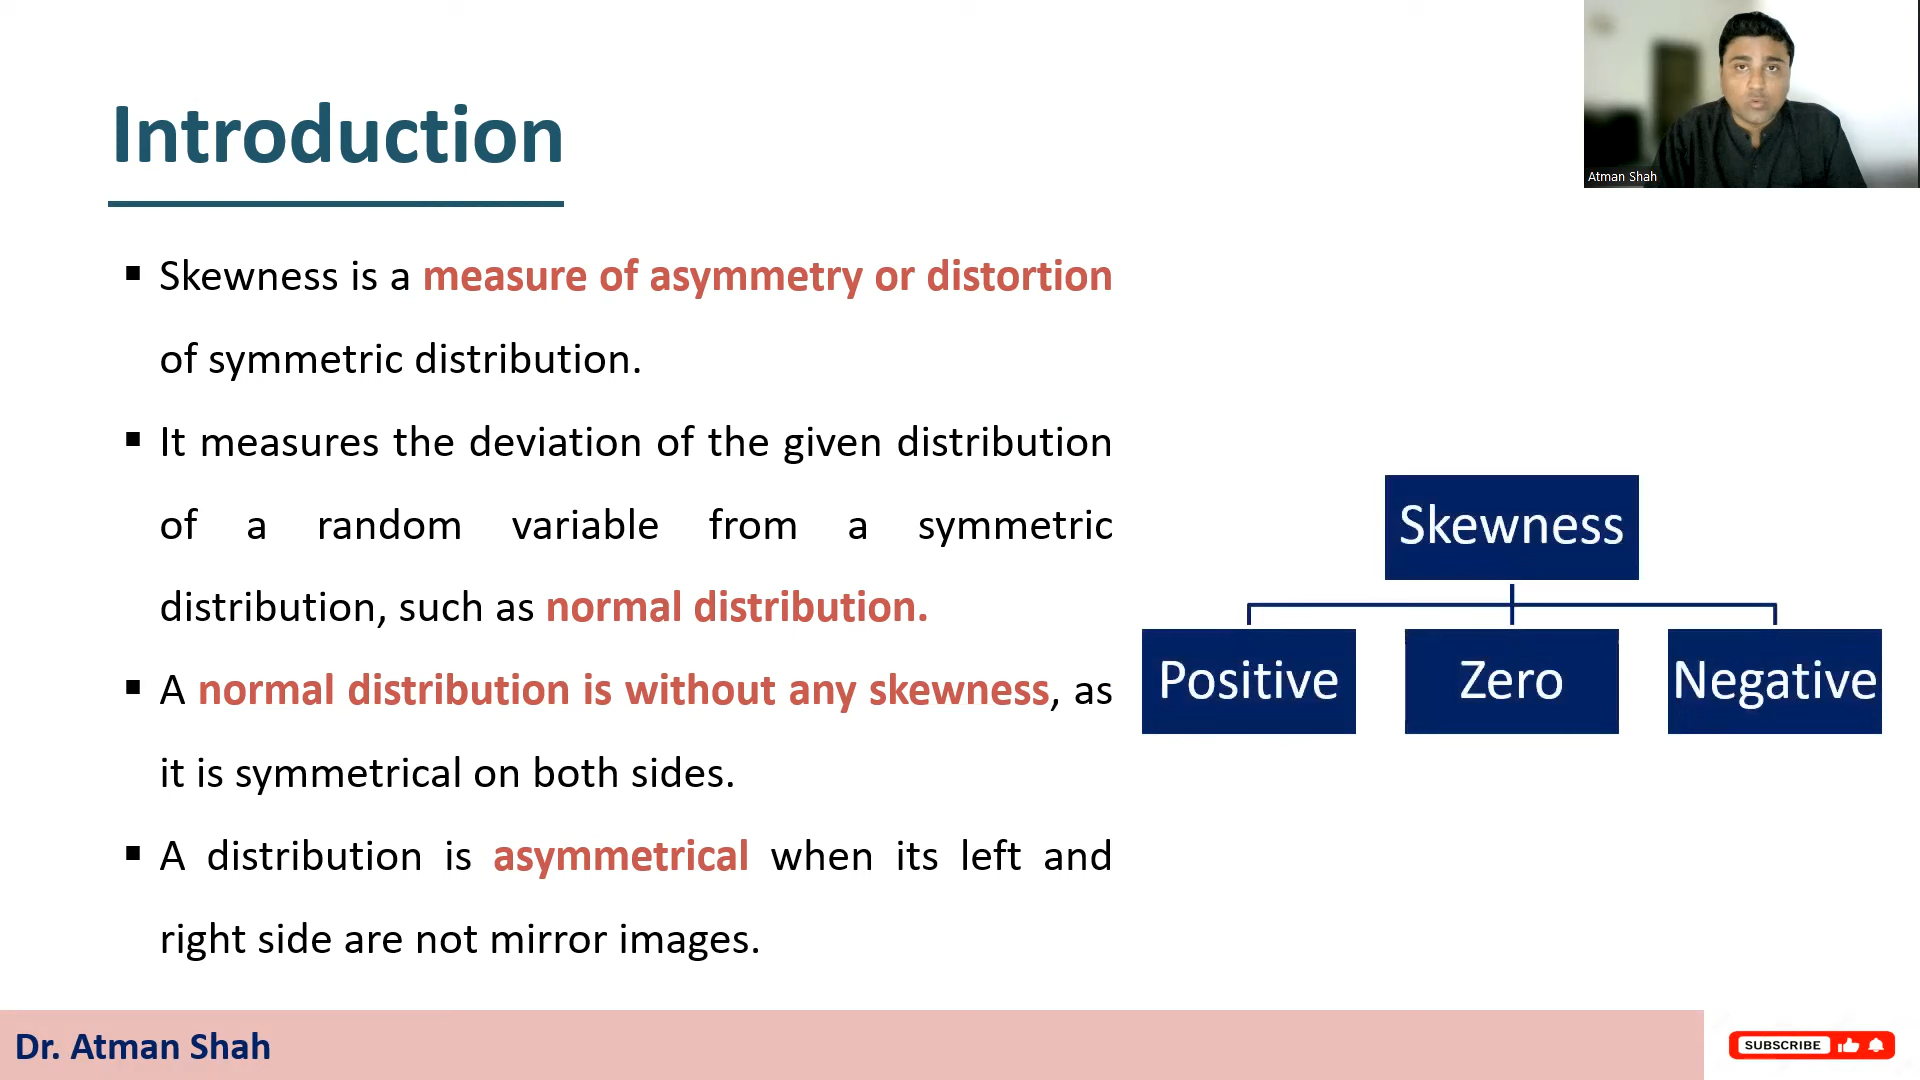 Introduction
Atman Shah
▪ Skewness is a measure of asymmetry or distortion
of symmetric distribution.
▪ It measures the deviation of the given distribution
of a random variable from a symmetric
distribution, such as normal distribution.
▪ A normal distribution is without any skewness, as
it is symmetrical on both sides.
▪ A distribution is asymmetrical when its left and
right side are not mirror images.
Skewness
Positive Zero Negative
Dr. Atman Shah
SUBSCRIBE